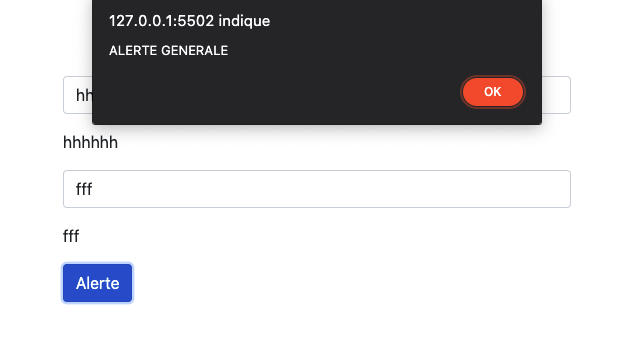 127.0.0.1:5502 indique
ALERTE GENERALE
OK
hh
hhhhhh
fff
fff
Alerte